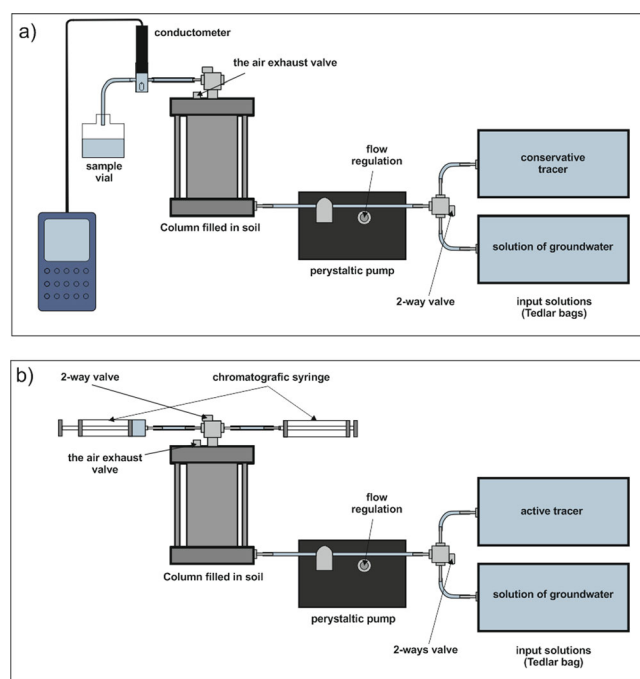 a)
conductometer
the air exhaust valve
sample
vial
flow
regulation
conservative
tracer
Column filled in soil
solution of groundwater
perystaltic pump
2-way valve
input solutions
(Tedlar bags)
b)
2-way valve
chromatografic syringe
the air exhaust
valve
flow
regulation
active tracer
Column filled in soil
solution of groundwater
perystaltic pump
2-ways valve
input solutions
(Tedlar bag)